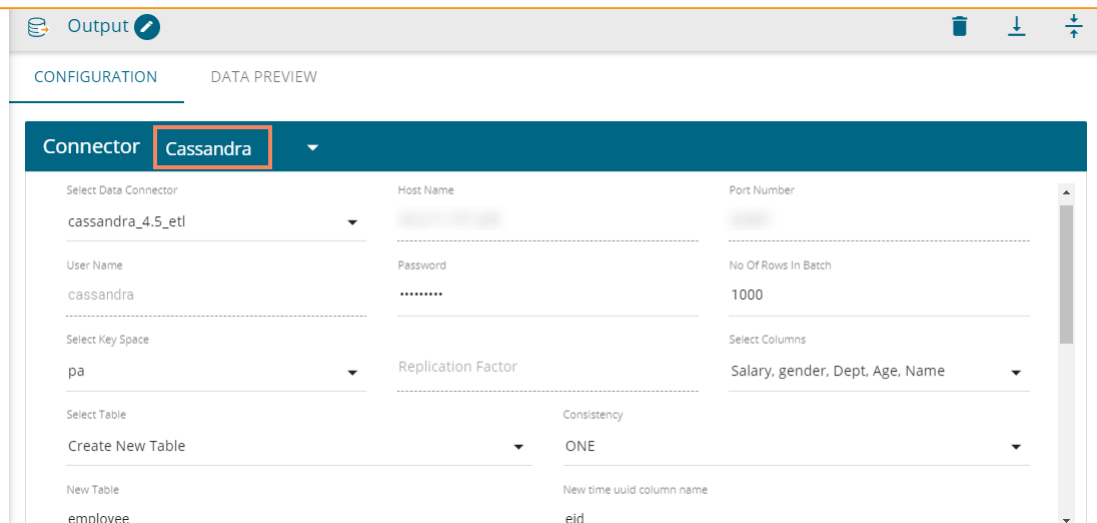 Output
CONFIGURATION DATA PREVIEW
Connector Cassandra
Select Data Connector Host Name Port Number
cassandra_4.5_etl
User Name Password No Of Rows In Batch
cassandra ••••••••• 1000
Select Key Space Select Columns
pa Replication Factor Salary, gender, Dept, Age, Name
Select Table Consistency
Create New Table ONE
New Table New time uuid column name
employee eid